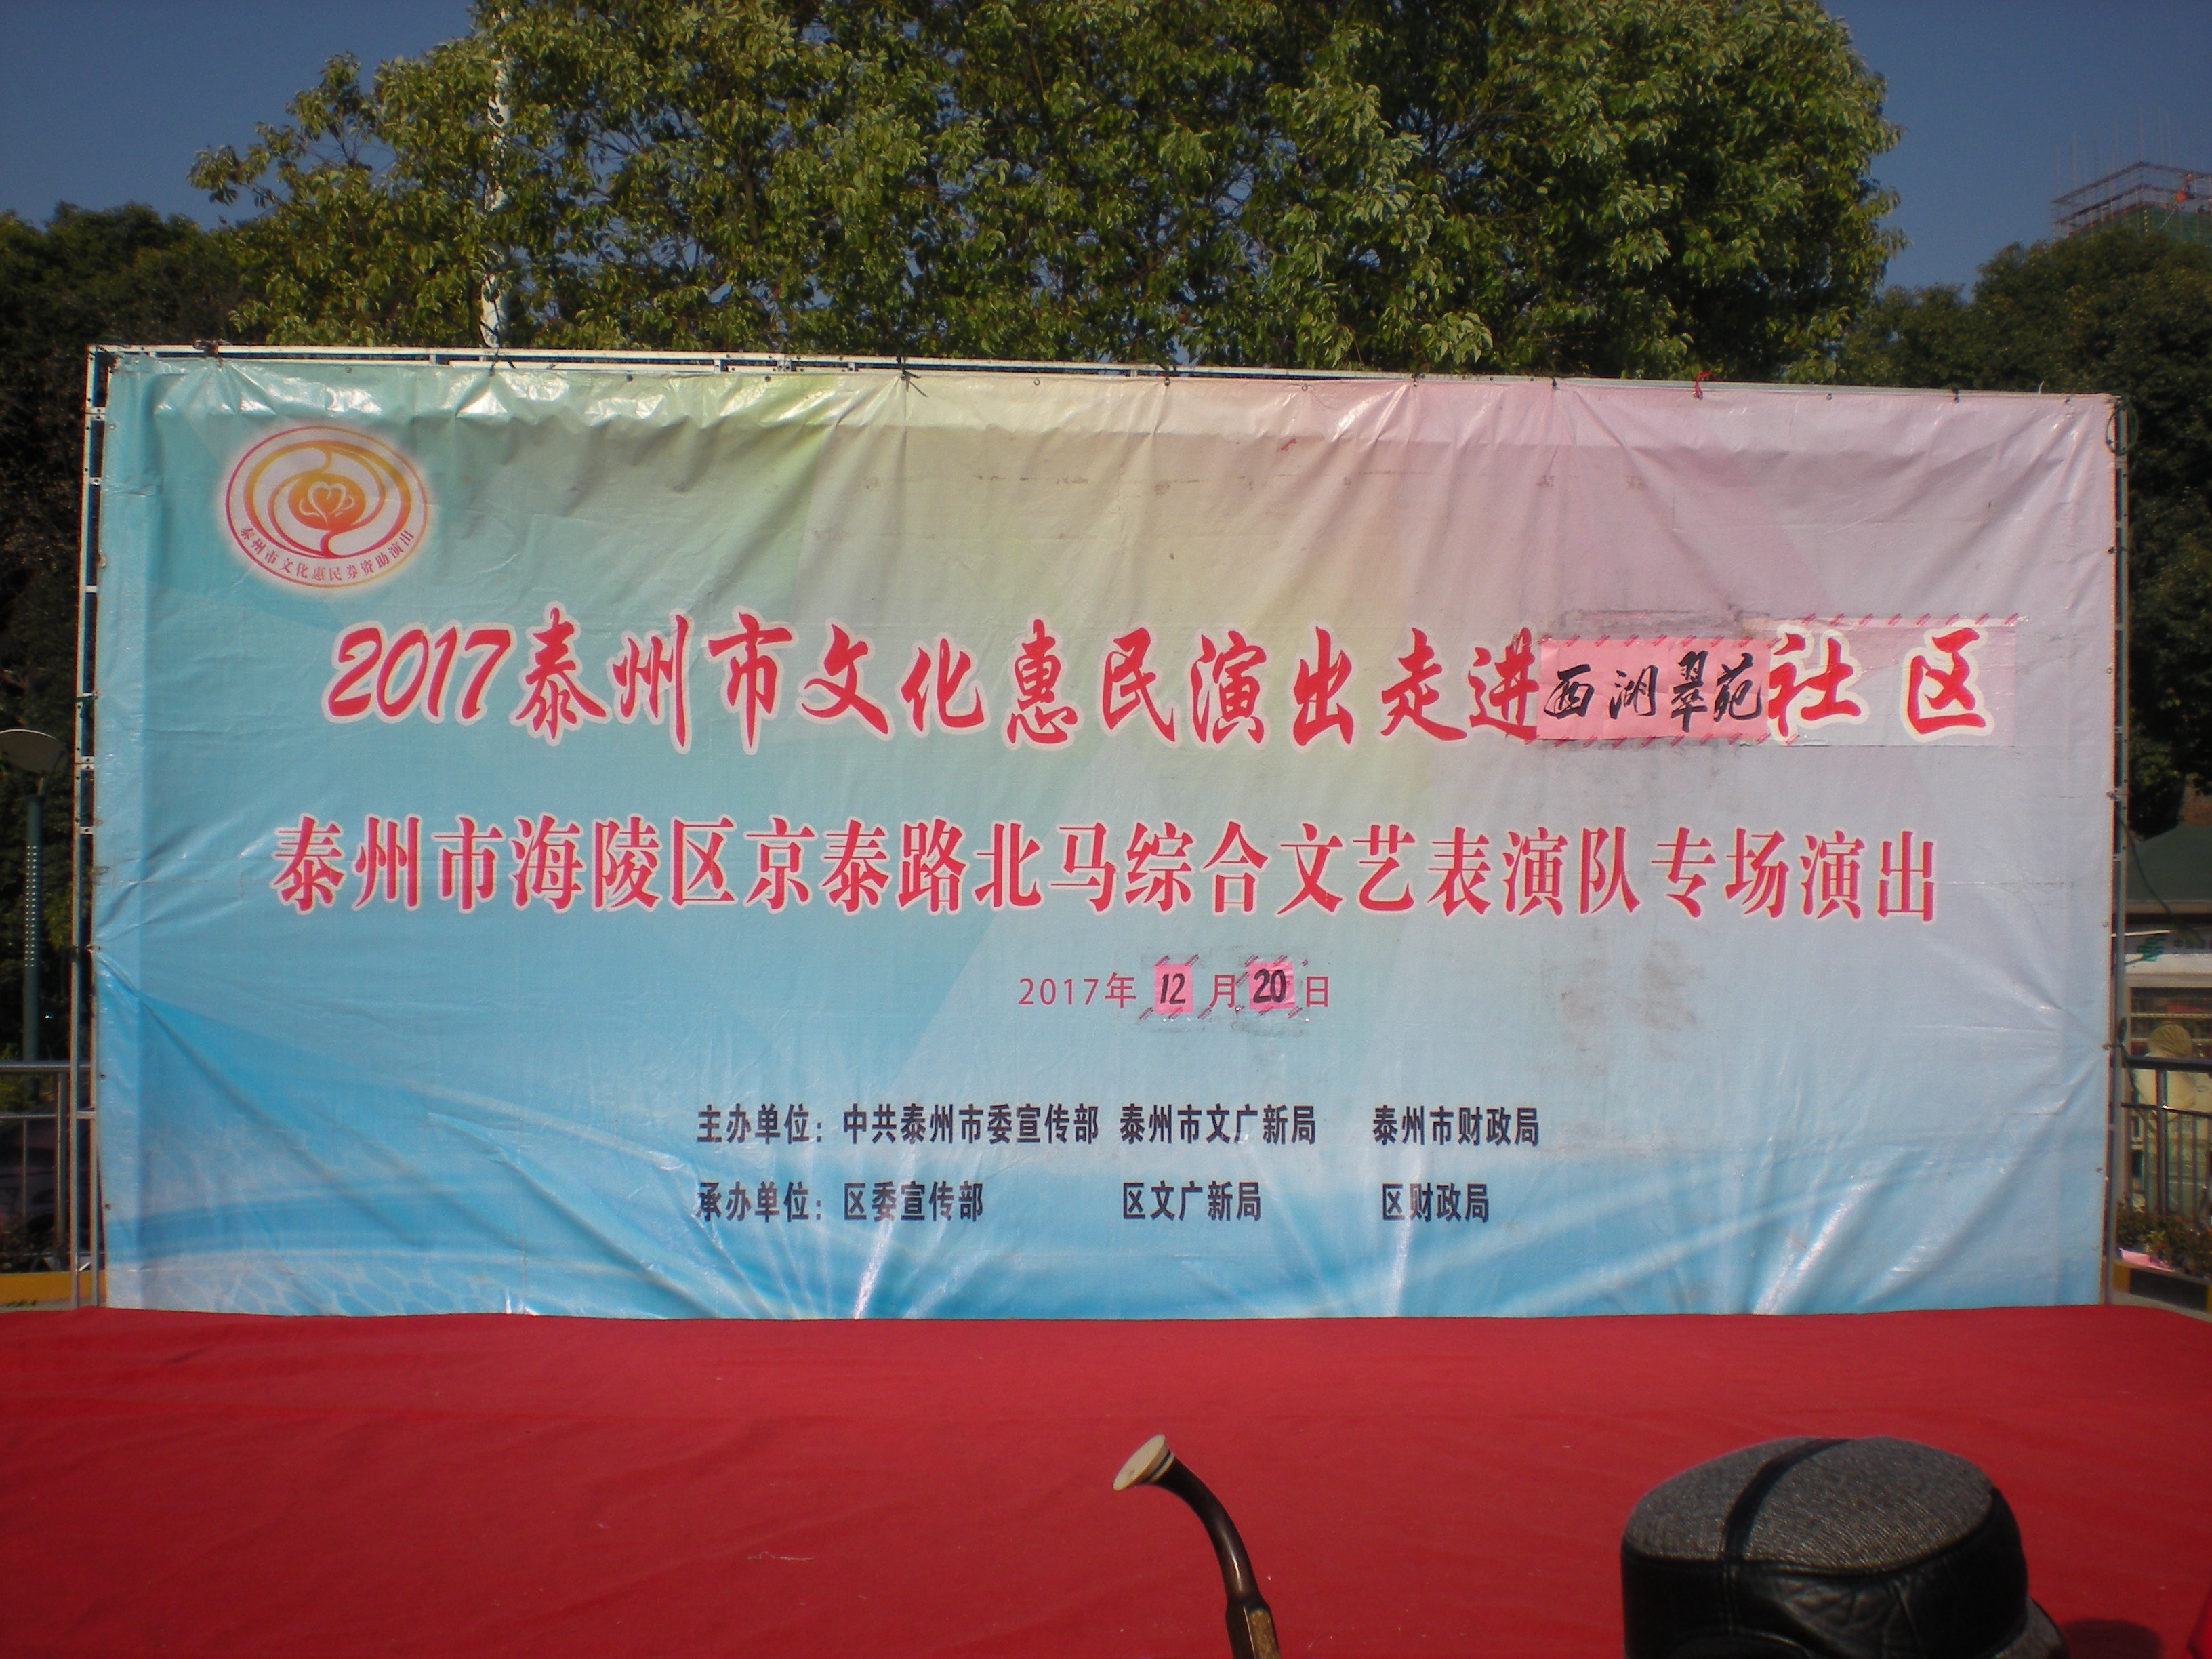 泰州市文化惠民券资助演出
2017泰州市文化惠民演出走进西湖翠苑社区
泰州市海陵区京泰路北马综合文艺表演队专场演出
2017年12月20日
主办单位：中共泰州市委宣传部 泰州市文广新局 泰州市财政局
承办单位：区委宣传部 区文广新局 区财政局